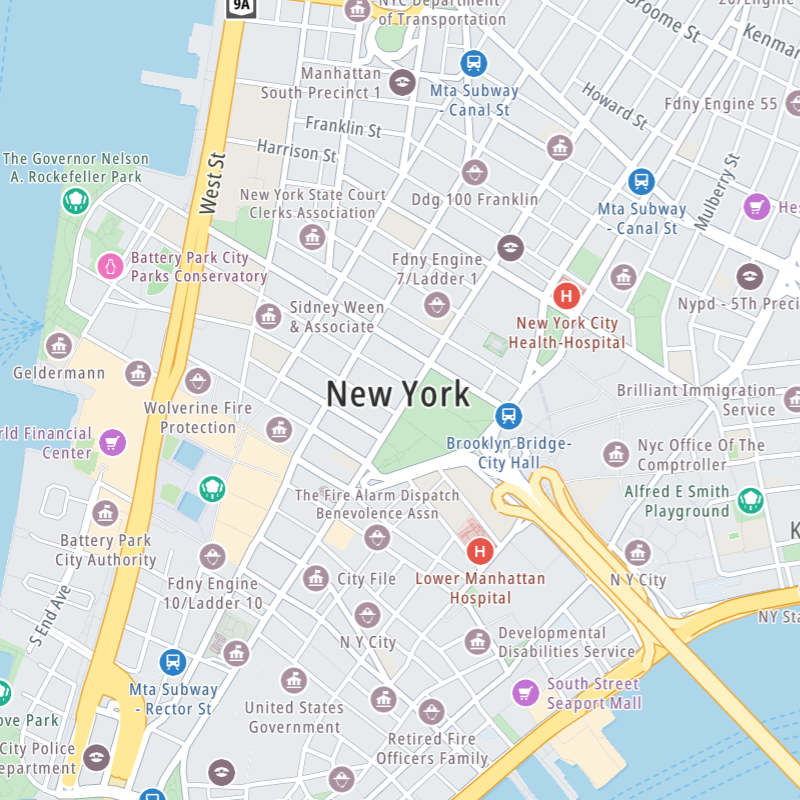 9A
NYC Department
of Transportation
Broome St
Kenmar
Manhattan
South Precinct 1
Mta Subway
- Canal St
Howard St
Fdny Engine 55
Franklin St
Harrison St
The Governor Nelson
A. Rockefeller Park
West St
New York State Court
Clerks Association
Ddg 100 Franklin
Mta Subway
- Canal St
Mulberry St
Hes
Battery Park City
Parks Conservatory
Fdny Engine
7/Ladder 1
Nypd - 5Th Preci
Sidney Ween
& Associate
New York City
Health-Hospital
Geldermann
New York
Wolverine Fire
Protection
Brilliant Immigration
Service
rld Financial
Center
Brooklyn Bridge-
City Hall
Nyc Office Of The
Comptroller
The Fire Alarm Dispatch
Benevolence Assn
Alfred E Smith
Playground
K
Battery Park
City Authority
Fdny Engine
10/Ladder 10
City File
H
Lower Manhattan
Hospital
H
N Y City
S End Ave
N Y City
Developmental
Disabilities Service
NY Sta
Mta Subway
- Rector St
South Street
Seaport Mall
United States
Government
ove Park
Retired Fire
Officers Family
City Police
epartment